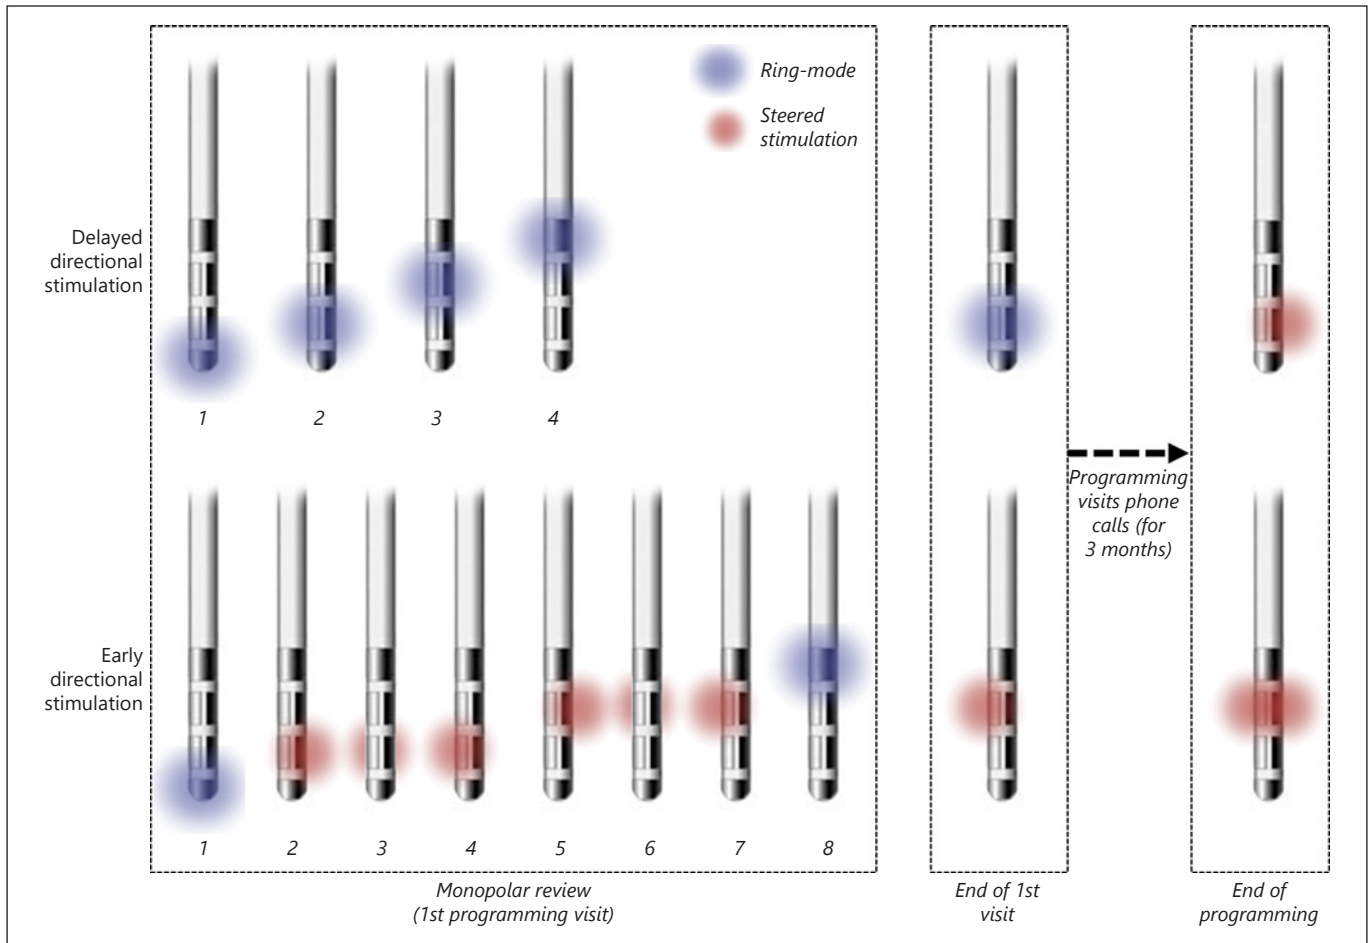 Ring-mode
Steered
stimulation
Delayed
directional
stimulation
1 2 3 4
Programming
visits phone
calls (for
3 months)
Early
directional
stimulation
1 2 3 4 5 6 7 8
Monopolar review
(1st programming visit)
End of 1st
visit
End of
programming